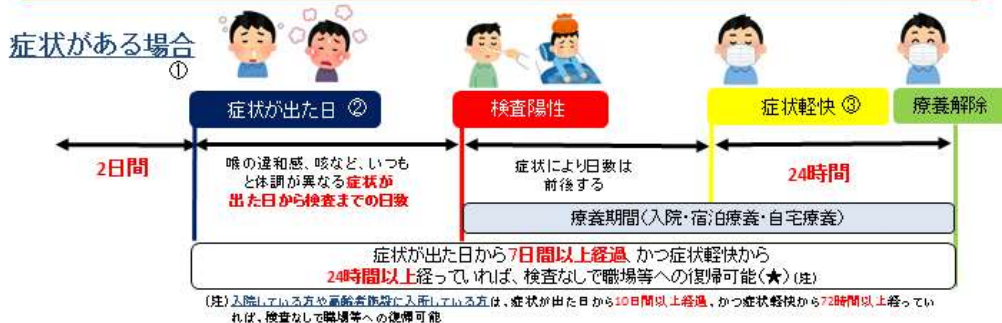 症状がある場合
①
症状が出た日 ②
検査陽性
症状軽快 ③
療養解除
2日間
喉の違和感、咳など、いつも
と体調が異なる症状が
出た日から検査までの日数
症状により日数は
前後する
24時間
療養期間(入院・宿泊療養・自宅療養)
症状が出た日から7日間以上経過、かつ症状軽快から
24時間以上経っていれば、検査なしで職場等への復帰可能(★)(注)
(注)入院している方や高齢者施設に入所している方は、症状が出た日から10日間以上経過、かつ症状軽快から72時間以上経ってい
れば、検査なしで職場等への復帰可能